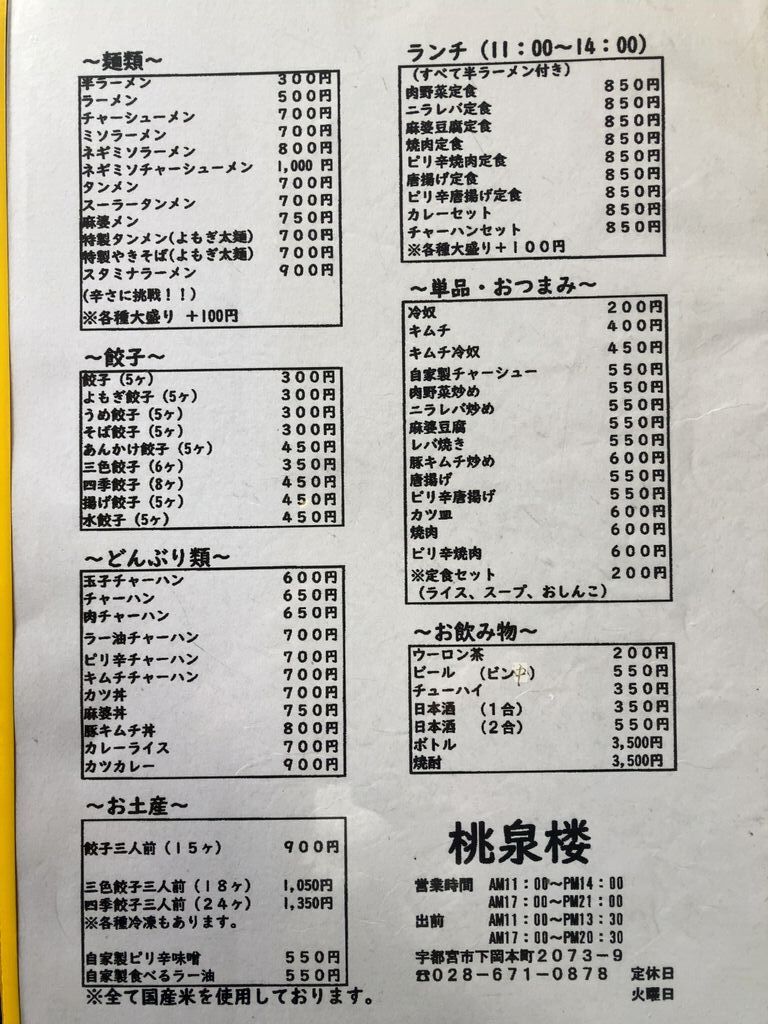 ～麺類～
半ラーメン 300円
ラーメン 500円
チャーシューメン 700円
ミソラーメン 700円
ネギミソラーメン 800円
ネギミソチャーシューメン 1,000円
タンメン 700円
スーラータンメン 700円
麻婆メン 750円
特製タンメン(よもぎ太麺) 700円
特製やきそば(よもぎ太麺) 700円
スタミナラーメン 900円
(辛さに挑戦！！)
※各種大盛り ＋100円
～餃子～
餃子（5ヶ） 300円
よもぎ餃子（5ヶ） 300円
うめ餃子（5ヶ） 300円
そば餃子（5ヶ） 300円
あんかけ餃子（5ヶ） 450円
三色餃子（6ヶ） 350円
四季餃子（8ヶ） 450円
揚げ餃子（5ヶ） 450円
水餃子（5ヶ） 450円
～どんぶり類～
玉子チャーハン 600円
チャーハン 650円
肉チャーハン 650円
ラー油チャーハン 700円
ピリ辛チャーハン 700円
キムチチャーハン 700円
カツ丼 700円
麻婆丼 750円
豚キムチ丼 800円
カレーライス 700円
カツカレー 900円
～お土産～
餃子三人前（15ヶ） 900円
三色餃子三人前（18ヶ） 1,050円
四季餃子三人前（24ヶ） 1,350円
※各種冷凍もあります。
自家製ピリ辛味噌 550円
自家製食べるラー油 550円
※全て国産米を使用しております。
ランチ（11：00～14：00）
（すべて半ラーメン付き）
肉野菜定食 850円
ニラレバ定食 850円
麻婆豆腐定食 850円
焼肉定食 850円
ピリ辛焼肉定食 850円
唐揚げ定食 850円
ピリ辛唐揚げ定食 850円
カレーセット 850円
チャーハンセット 850円
※各種大盛り＋100円
～単品・おつまみ～
冷奴 200円
キムチ 400円
キムチ冷奴 450円
自家製チャーシュー 550円
肉野菜炒め 550円
ニラレバ炒め 550円
麻婆豆腐 550円
レバ焼き 550円
豚キムチ炒め 600円
唐揚げ 550円
ピリ辛唐揚げ 550円
カツ皿 600円
焼肉 600円
ピリ辛焼肉 600円
※定食セット 200円
（ライス、スープ、おしんこ）
～お飲み物～
ウーロン茶 200円
ビール （ビン中） 550円
チューハイ 350円
日本酒 （1合） 350円
日本酒 （2合） 550円
ボトル 3,500円
焼酎 3,500円
桃泉楼
営業時間 AM11：00～PM14：00
AM17：00～PM21：00
出前 AM11：00～PM13：30
AM17：00～PM20：30
宇都宮市下岡本町2073－9
☎028－671－0878 定休日
火曜日